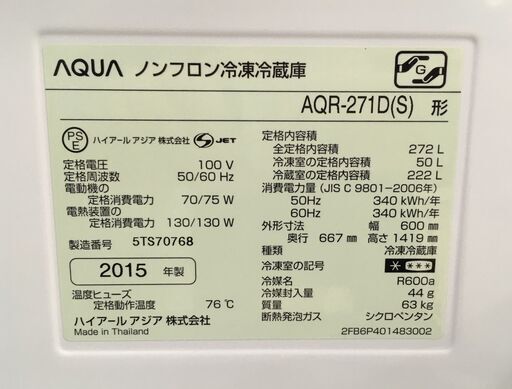 AQUA ノンフロン冷凍冷蔵庫
G
AQR-271D(S) 形
PSE ハイアール アジア 株式会社 S JET
定格電圧 100 V
定格周波数 50/60 Hz
電動機の
定格消費電力 70/75 W
電熱装置の
定格消費電力 130/130 W
製造番号 5TS70768
2015 年製
温度ヒューズ
定格動作温度 76℃
ハイアール アジア 株式会社
Made in Thailand
定格内容積
全定格内容積 272 L
冷凍室の定格内容積 50 L
冷蔵室の定格内容積 222 L
消費電力量 (JIS C 9801-2006年)
50Hz 340 kWh/年
60Hz 340 kWh/年
外形寸法 幅 600 mm
奥行 667 mm 高さ 1419 mm
種類 冷凍冷蔵庫
冷凍室の記号 * ***
冷媒名 R600a
冷媒封入量 44 g
質量 63 kg
断熱発泡ガス シクロペンタン
2FB6P401483002